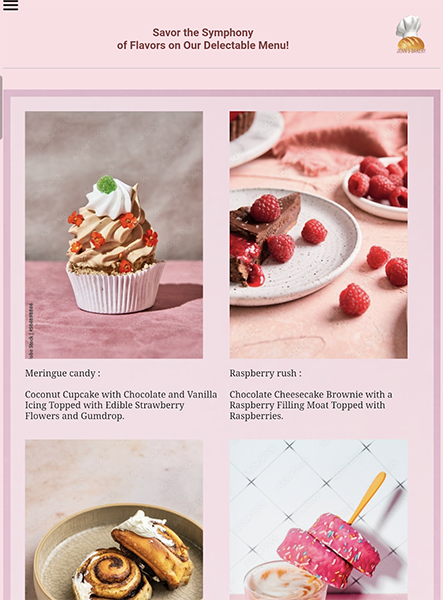 Savor the Symphony
of Flavors on Our Delectable Menu!
Meringue candy :
Coconut Cupcake with Chocolate and Vanilla
Icing Topped with Edible Strawberry
Flowers and Gumdrop.
Raspberry rush :
Chocolate Cheesecake Brownie with a
Raspberry Filling Moat Topped with
Raspberries.